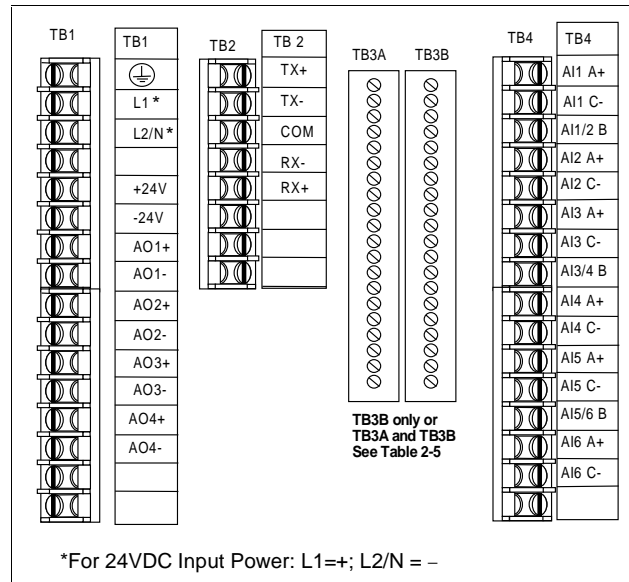 TB1
TB1
L1*
L2/N*
+24V
-24V
AO1+
AO1-
AO2+
AO2-
AO3+
AO3-
AO4+
AO4-
TB2
TB 2
TX+
TX-
COM
RX-
RX+
TB3A
TB3B
TB3B only or
TB3A and TB3B
See Table 2-5
TB4
TB4
AI1 A+
AI1 C-
AI1/2 B
AI2 A+
AI2 C-
AI3 A+
AI3 C-
AI3/4 B
AI4 A+
AI4 C-
AI5 A+
AI5 C-
AI5/6 B
AI6 A+
AI6 C-
*For 24VDC Input Power: L1=+; L2/N = –